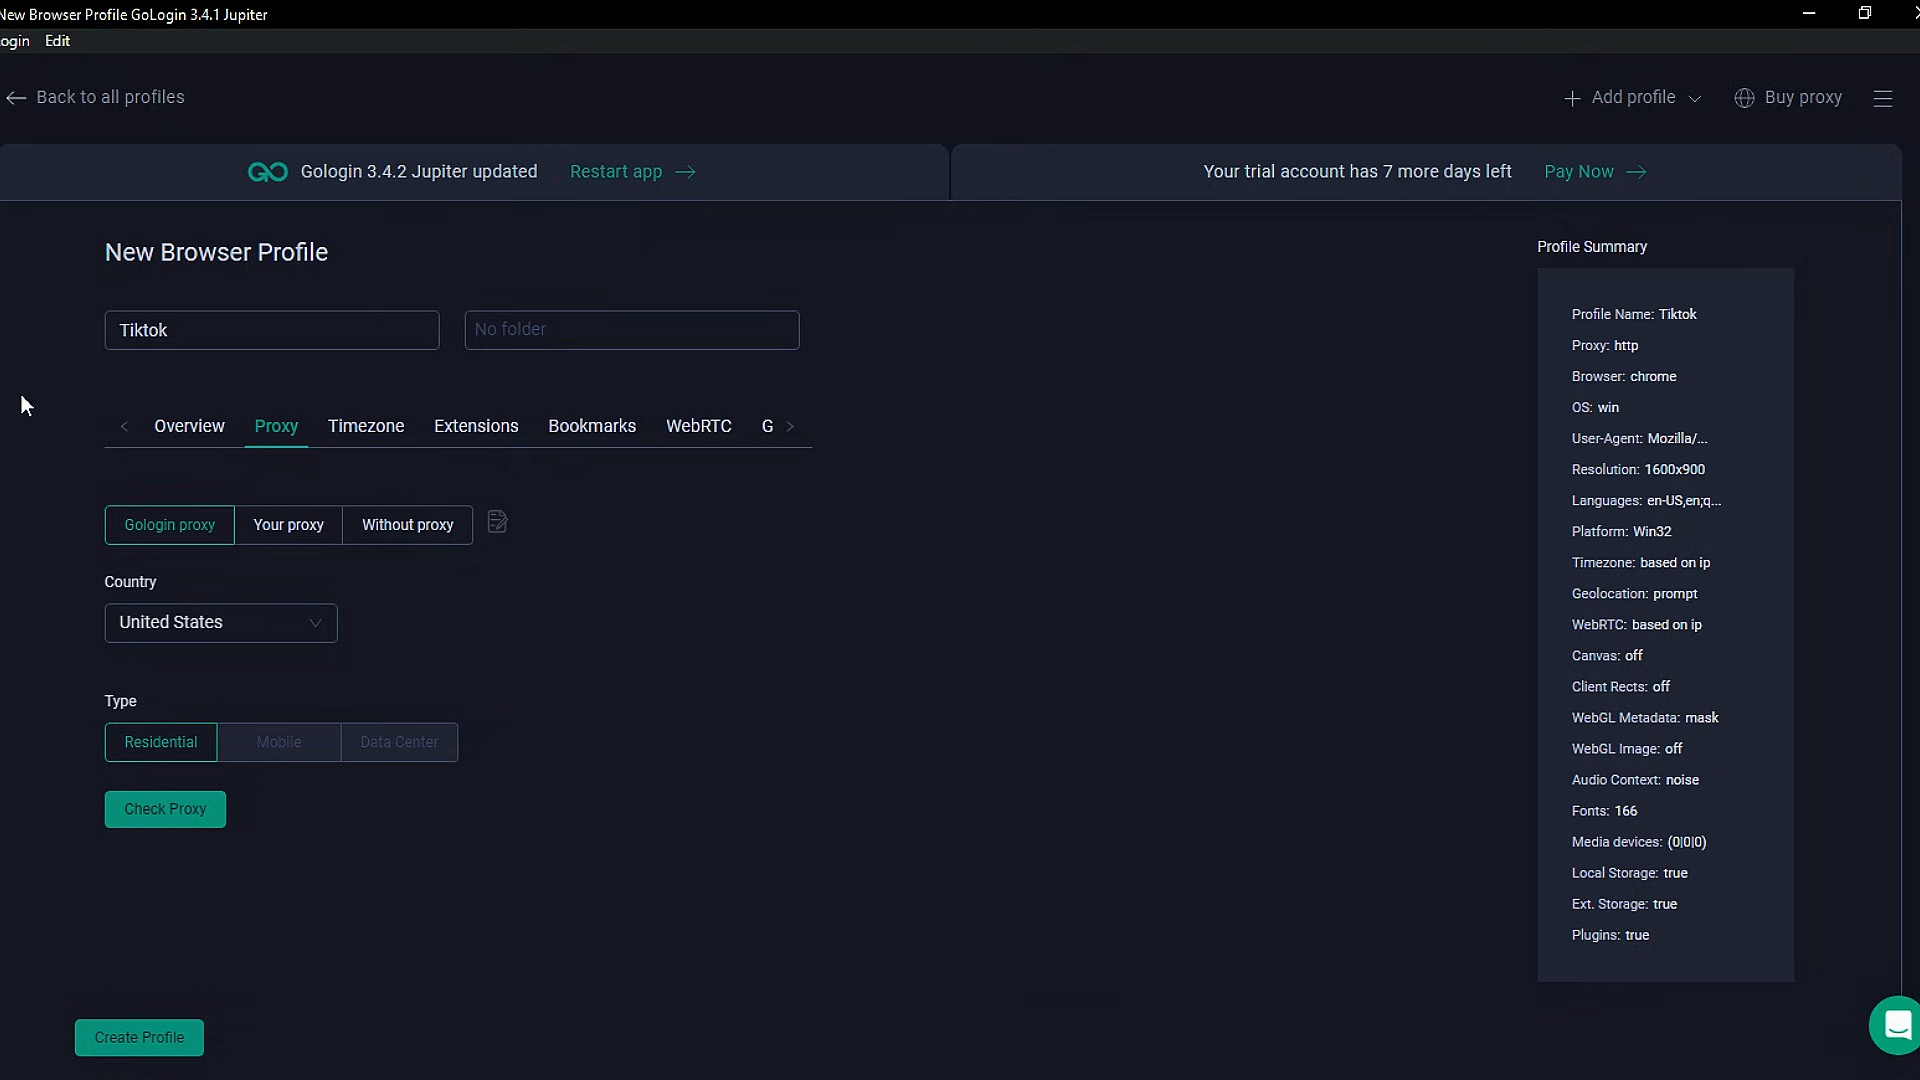 New Browser Profile GoLogin 3.4.1 Jupiter
ogin Edit
Back to all profiles
Add profile
Buy proxy
GO Gologin 3.4.2 Jupiter updated Restart app
Your trial account has 7 more days left Pay Now
New Browser Profile
Tiktok
No folder
Overview Proxy Timezone Extensions Bookmarks WebRTC G
Gologin proxy Your proxy Without proxy
Country
United States
Type
Residential Mobile Data Center
Check Proxy
Create Profile
Profile Summary
Profile Name: Tiktok
Proxy: http
Browser: chrome
OS: win
User-Agent: Mozilla/...
Resolution: 1600x900
Languages: en-US,en;q...
Platform: Win32
Timezone: based on ip
Geolocation: prompt
WebRTC: based on ip
Canvas: off
Client Rects: off
WebGL Metadata: mask
WebGL Image: off
Audio Context: noise
Fonts: 166
Media devices: (0|0|0)
Local Storage: true
Ext. Storage: true
Plugins: true